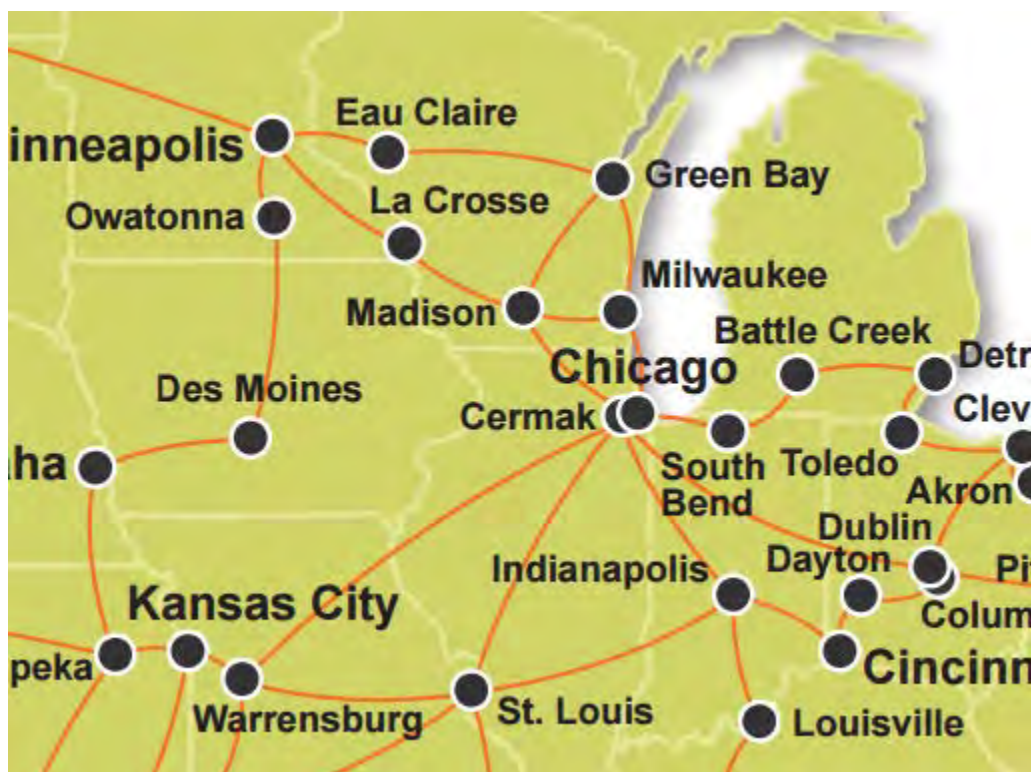 Eau Claire
inneapolis
Green Bay
La Crosse
Owatonna
Milwaukee
Madison
Battle Creek
Chicago
Detr
Des Moines
Cermak
Clev
aha
South
Bend
Toledo
Akron
Dublin
Dayton
Indianapolis
Pi
Kansas City
Colum
peka
Cincinn
Warrensburg
St. Louis
Louisville